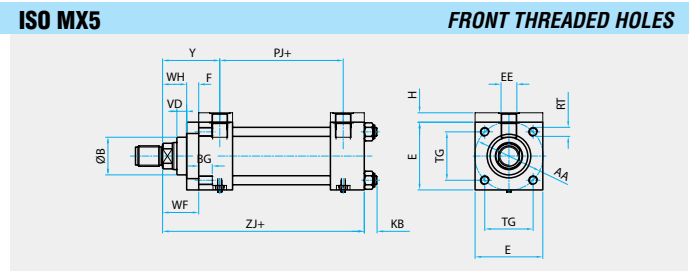 ISO MX5
FRONT THREADED HOLES
Y
PJ+
WH
F
VD
ØB
BG
WF
ZJ+
KB
EE
H
RT
E
TG
AA
TG
E